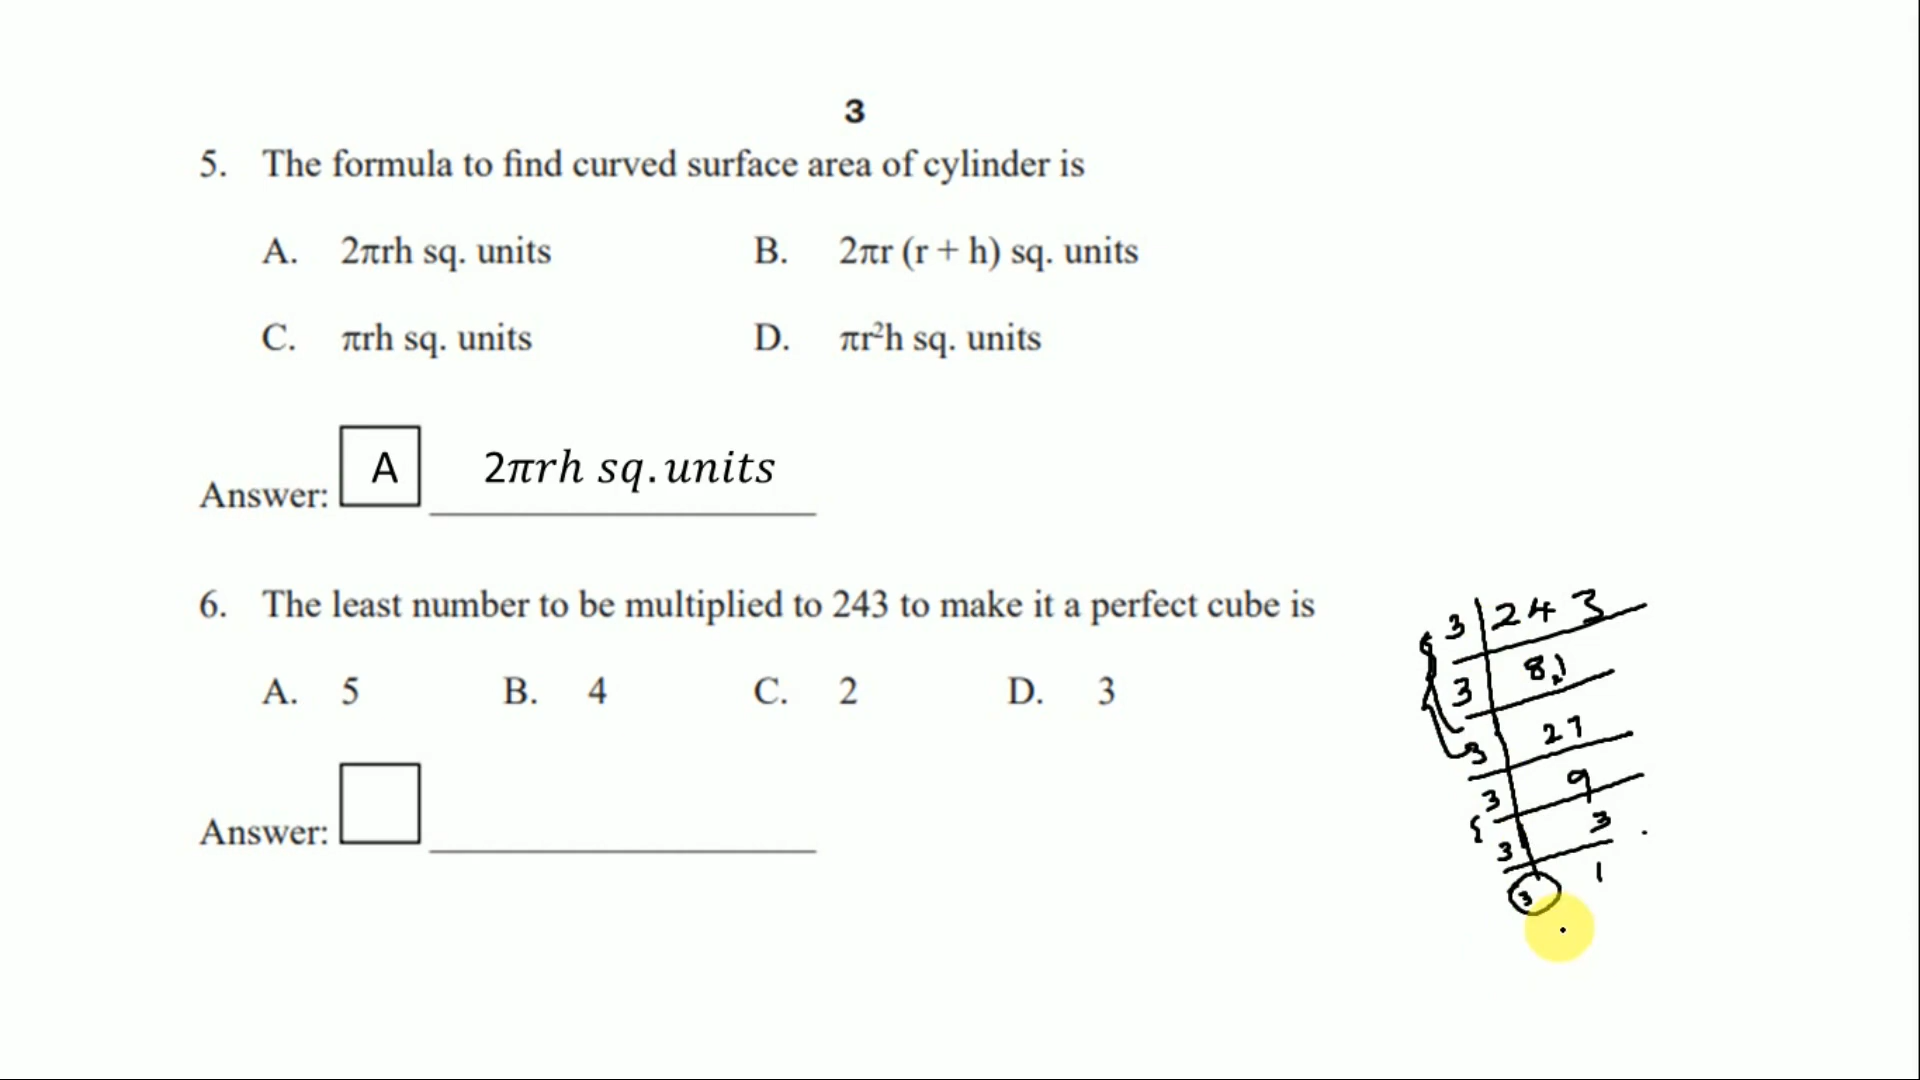 3
5. The formula to find curved surface area of cylinder is
A. 2πrh sq. units B. 2πr (r + h) sq. units
C. πrh sq. units D. πr²h sq. units
Answer: A 2πrh sq.units
6. The least number to be multiplied to 243 to make it a perfect cube is
A. 5 B. 4 C. 2 D. 3
Answer:
3 243
3 81
3 27
3 9
3 3
3 1